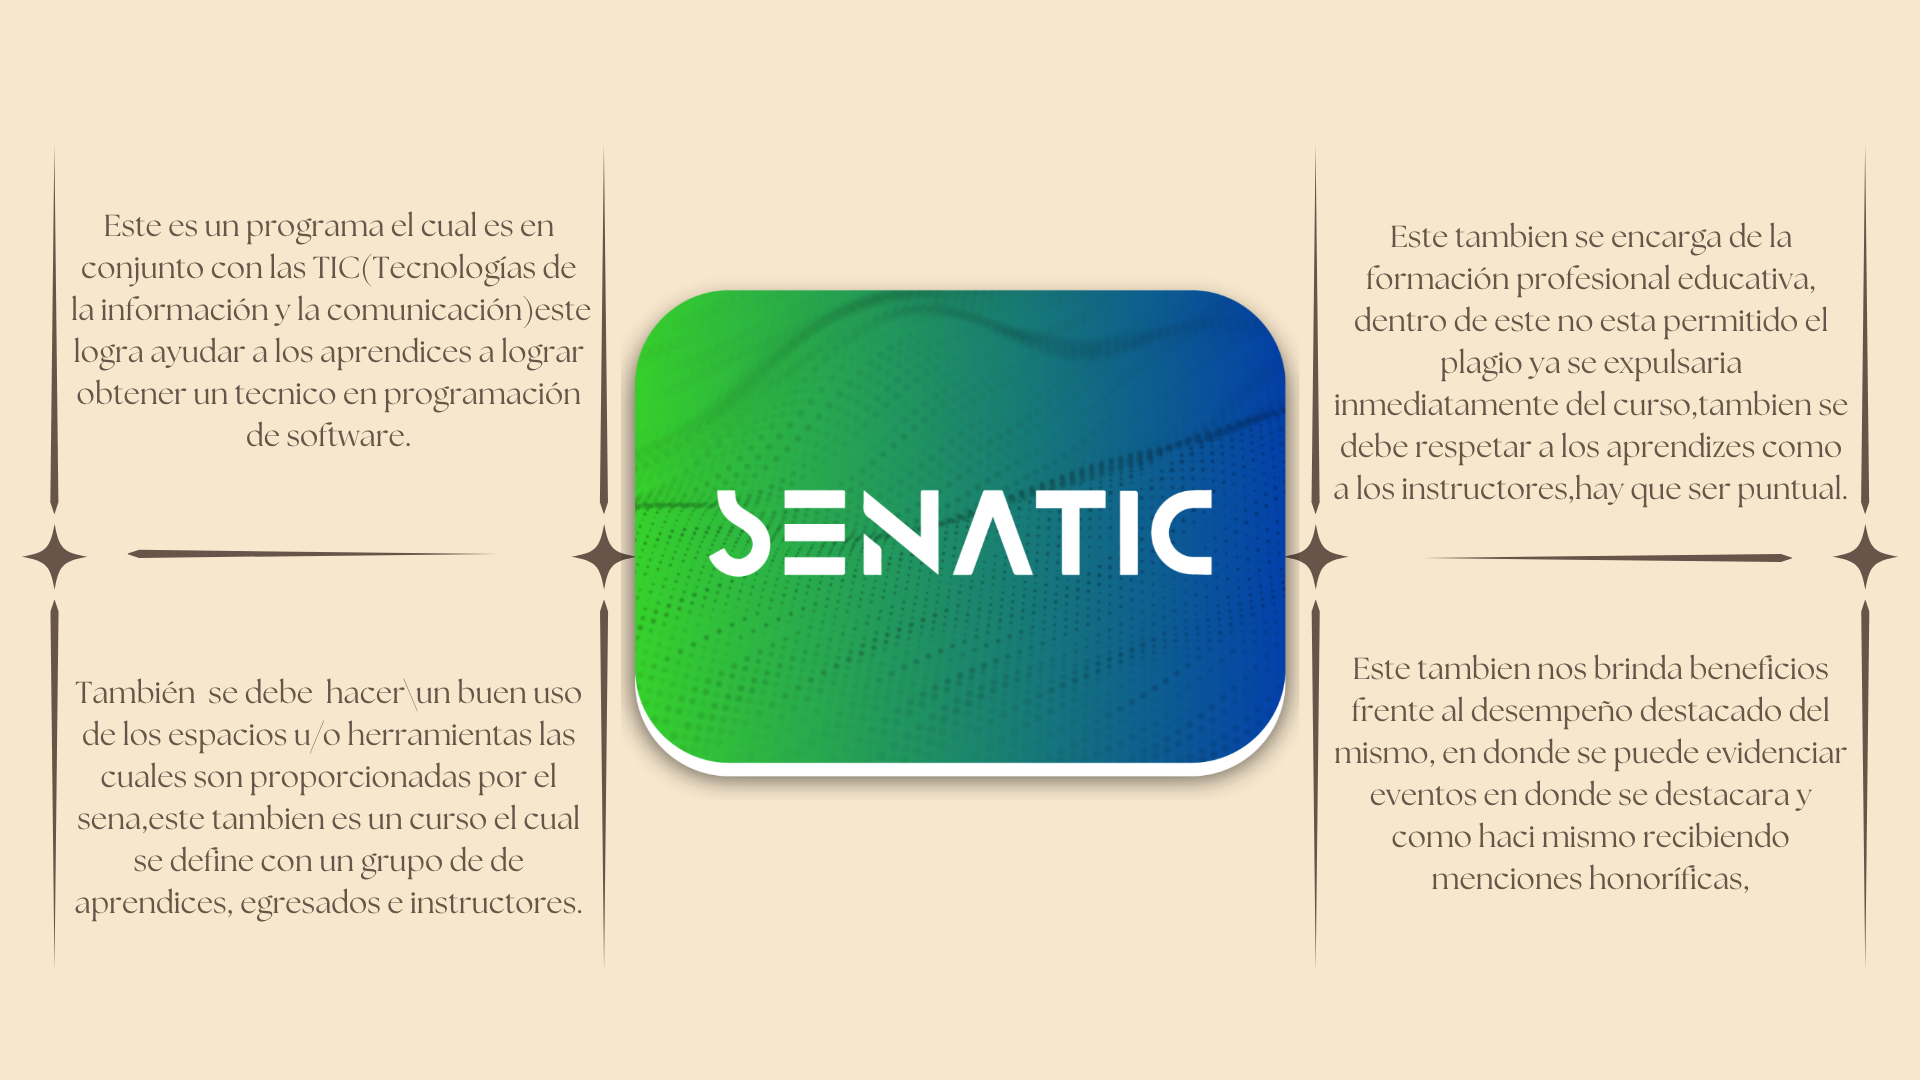 Este es un programa el cual es en
conjunto con las TIC(Tecnologías de
la información y la comunicación)este
logra ayudar a los aprendices a lograr
obtener un tecnico en programación
de software.
También  se debe  hacer\un buen uso
de los espacios u/o herramientas las
cuales son proporcionadas por el
sena,este tambien es un curso el cual
se define con un grupo de de
aprendices, egresados e instructores.
SENATIC
Este tambien se encarga de la
formación profesional educativa,
dentro de este no esta permitido el
plagio ya se expulsaria
inmediatamente del curso,tambien se
debe respetar a los aprendizes como
a los instructores,hay que ser puntual.
Este tambien nos brinda beneficios
frente al desempeño destacado del
mismo, en donde se puede evidenciar
eventos en donde se destacara y
como haci mismo recibiendo
menciones honoríficas,